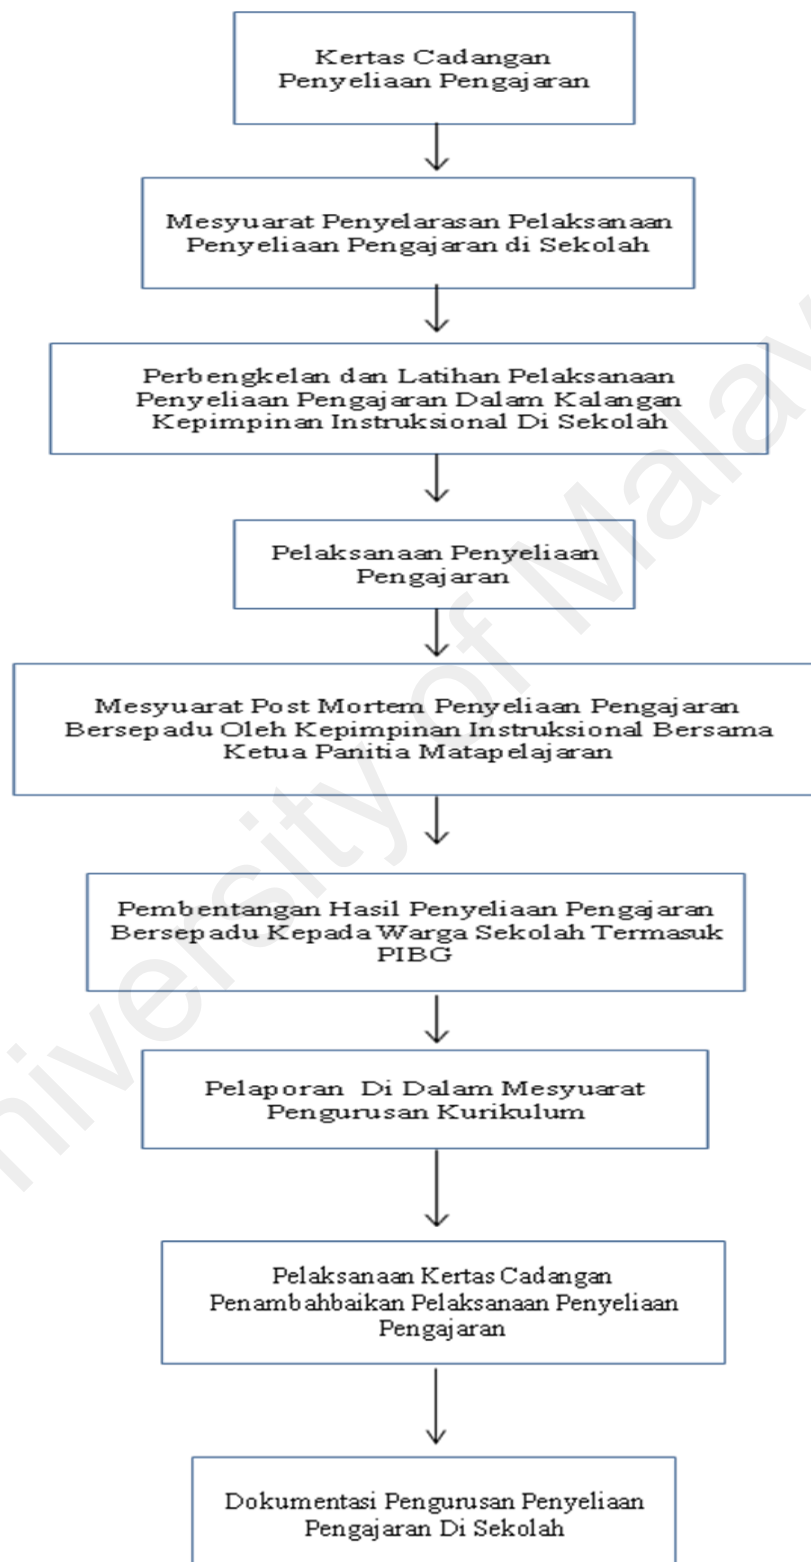 Kertas Cadangan
Penyeliaan Pengajaran
Mesyuarat Penyelarasan Pelaksanaan
Penyeliaan Pengajaran di Sekolah
Perbengkelan dan Latihan Pelaksanaan
Penyeliaan Pengajaran Dalam Kalangan
Kepimpinan Instruksional Di Sekolah
Pelaksanaan Penyeliaan
Pengajaran
Mesyuarat Post Mortem Penyeliaan Pengajaran
Bersepadu Oleh Kepimpinan Instruksional Bersama
Ketua Panitia Matapelajaran
Pembentangan Hasil Penyeliaan Pengajaran
Bersepadu Kepada Warga Sekolah Termasuk
PIBG
Pelaporan Di Dalam Mesyuarat
Pengurusan Kurikulum
Pelaksanaan Kertas Cadangan
Penambahbaikan Pelaksanaan Penyeliaan
Pengajaran
Dokumentasi Pengurusan Penyeliaan
Pengajaran Di Sekolah
niversity of Malay